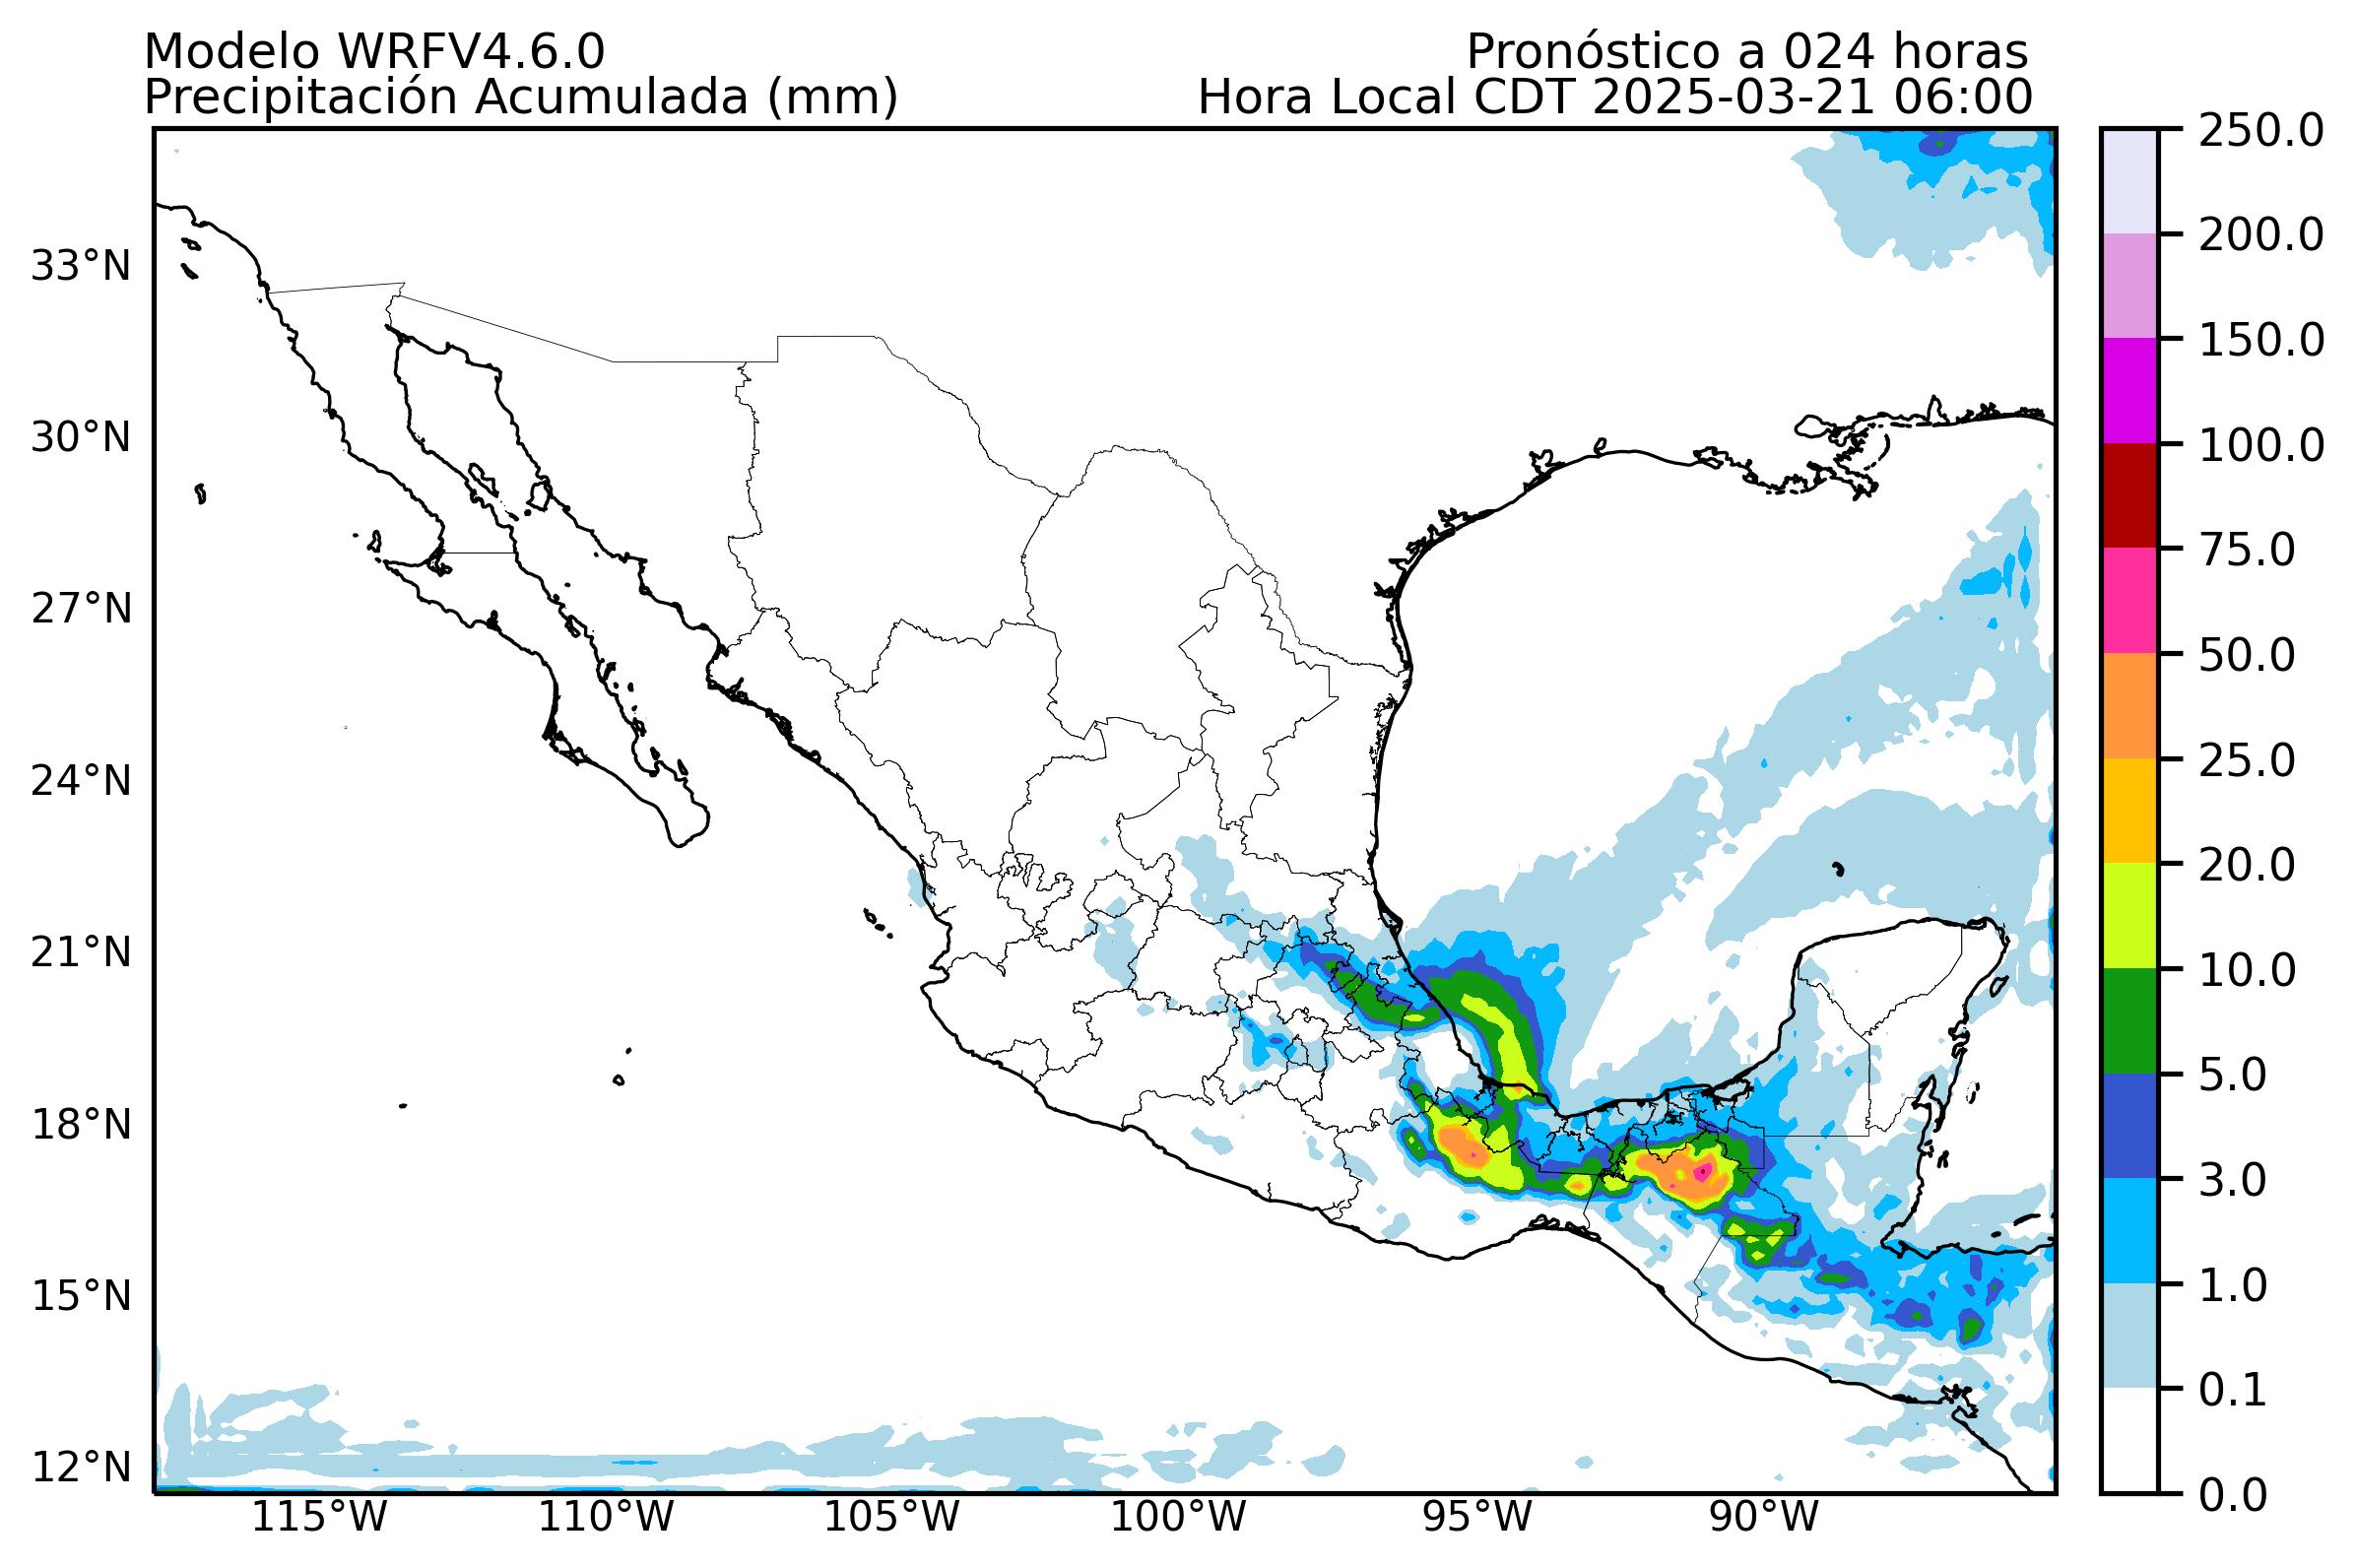 Modelo WRFV4.6.0
Pronóstico a 024 horas
Precipitación Acumulada (mm)
Hora Local CDT 2025-03-21 06:00
250.0
200.0
150.0
100.0
75.0
50.0
25.0
20.0
10.0
5.0
3.0
1.0
0.1
0.0
33°N
30°N
27°N
24°N
21°N
18°N
15°N
12°N
115°W
110°W
105°W
100°W
95°W
90°W